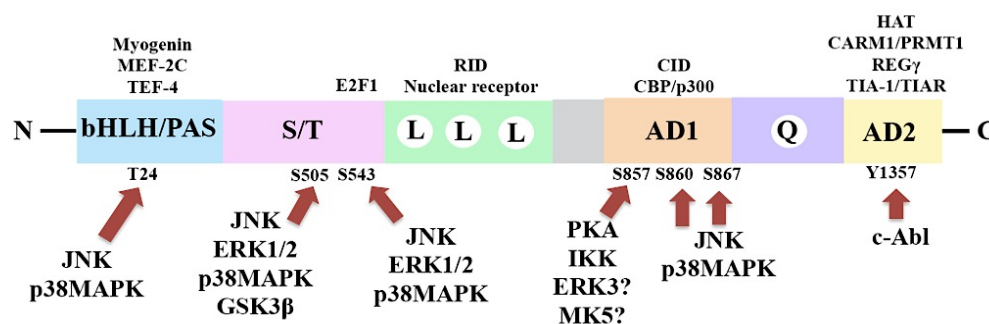 HAT
Myogenin CARM1/PRMT1
MEF-2C RID CID REGγ
TEF-4 E2F1 Nuclear receptor CBP/p300 TIA-1/TIAR
N bHLH/PAS S/T L L L AD1 Q AD2 C
T24 S505 S543 S857 S860 S867 Y1357
JNK
p38MAPK
JNK
ERK1/2
p38MAPK
GSK3β
JNK
ERK1/2
p38MAPK
PKA
IKK
ERK3?
MK5?
JNK
p38MAPK
c-Abl